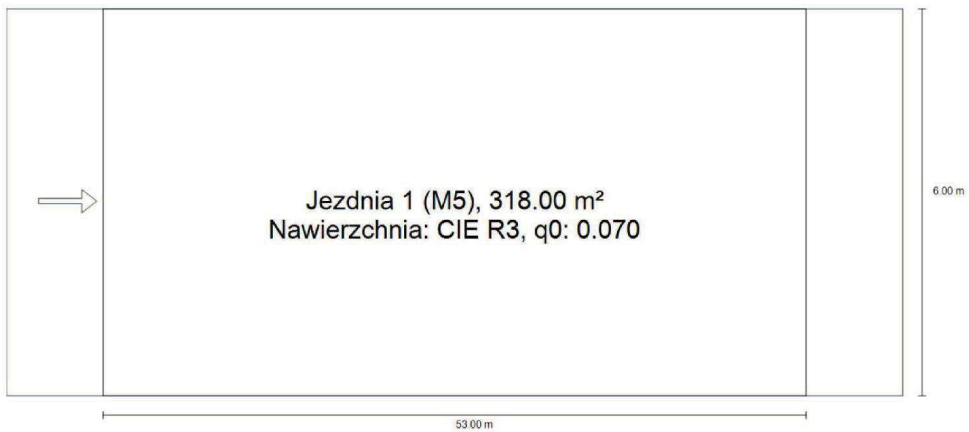 Jezdnia 1 (M5), 318.00 m²
Nawierzchnia: CIE R3, q0: 0.070
6.00 m
53.00 m